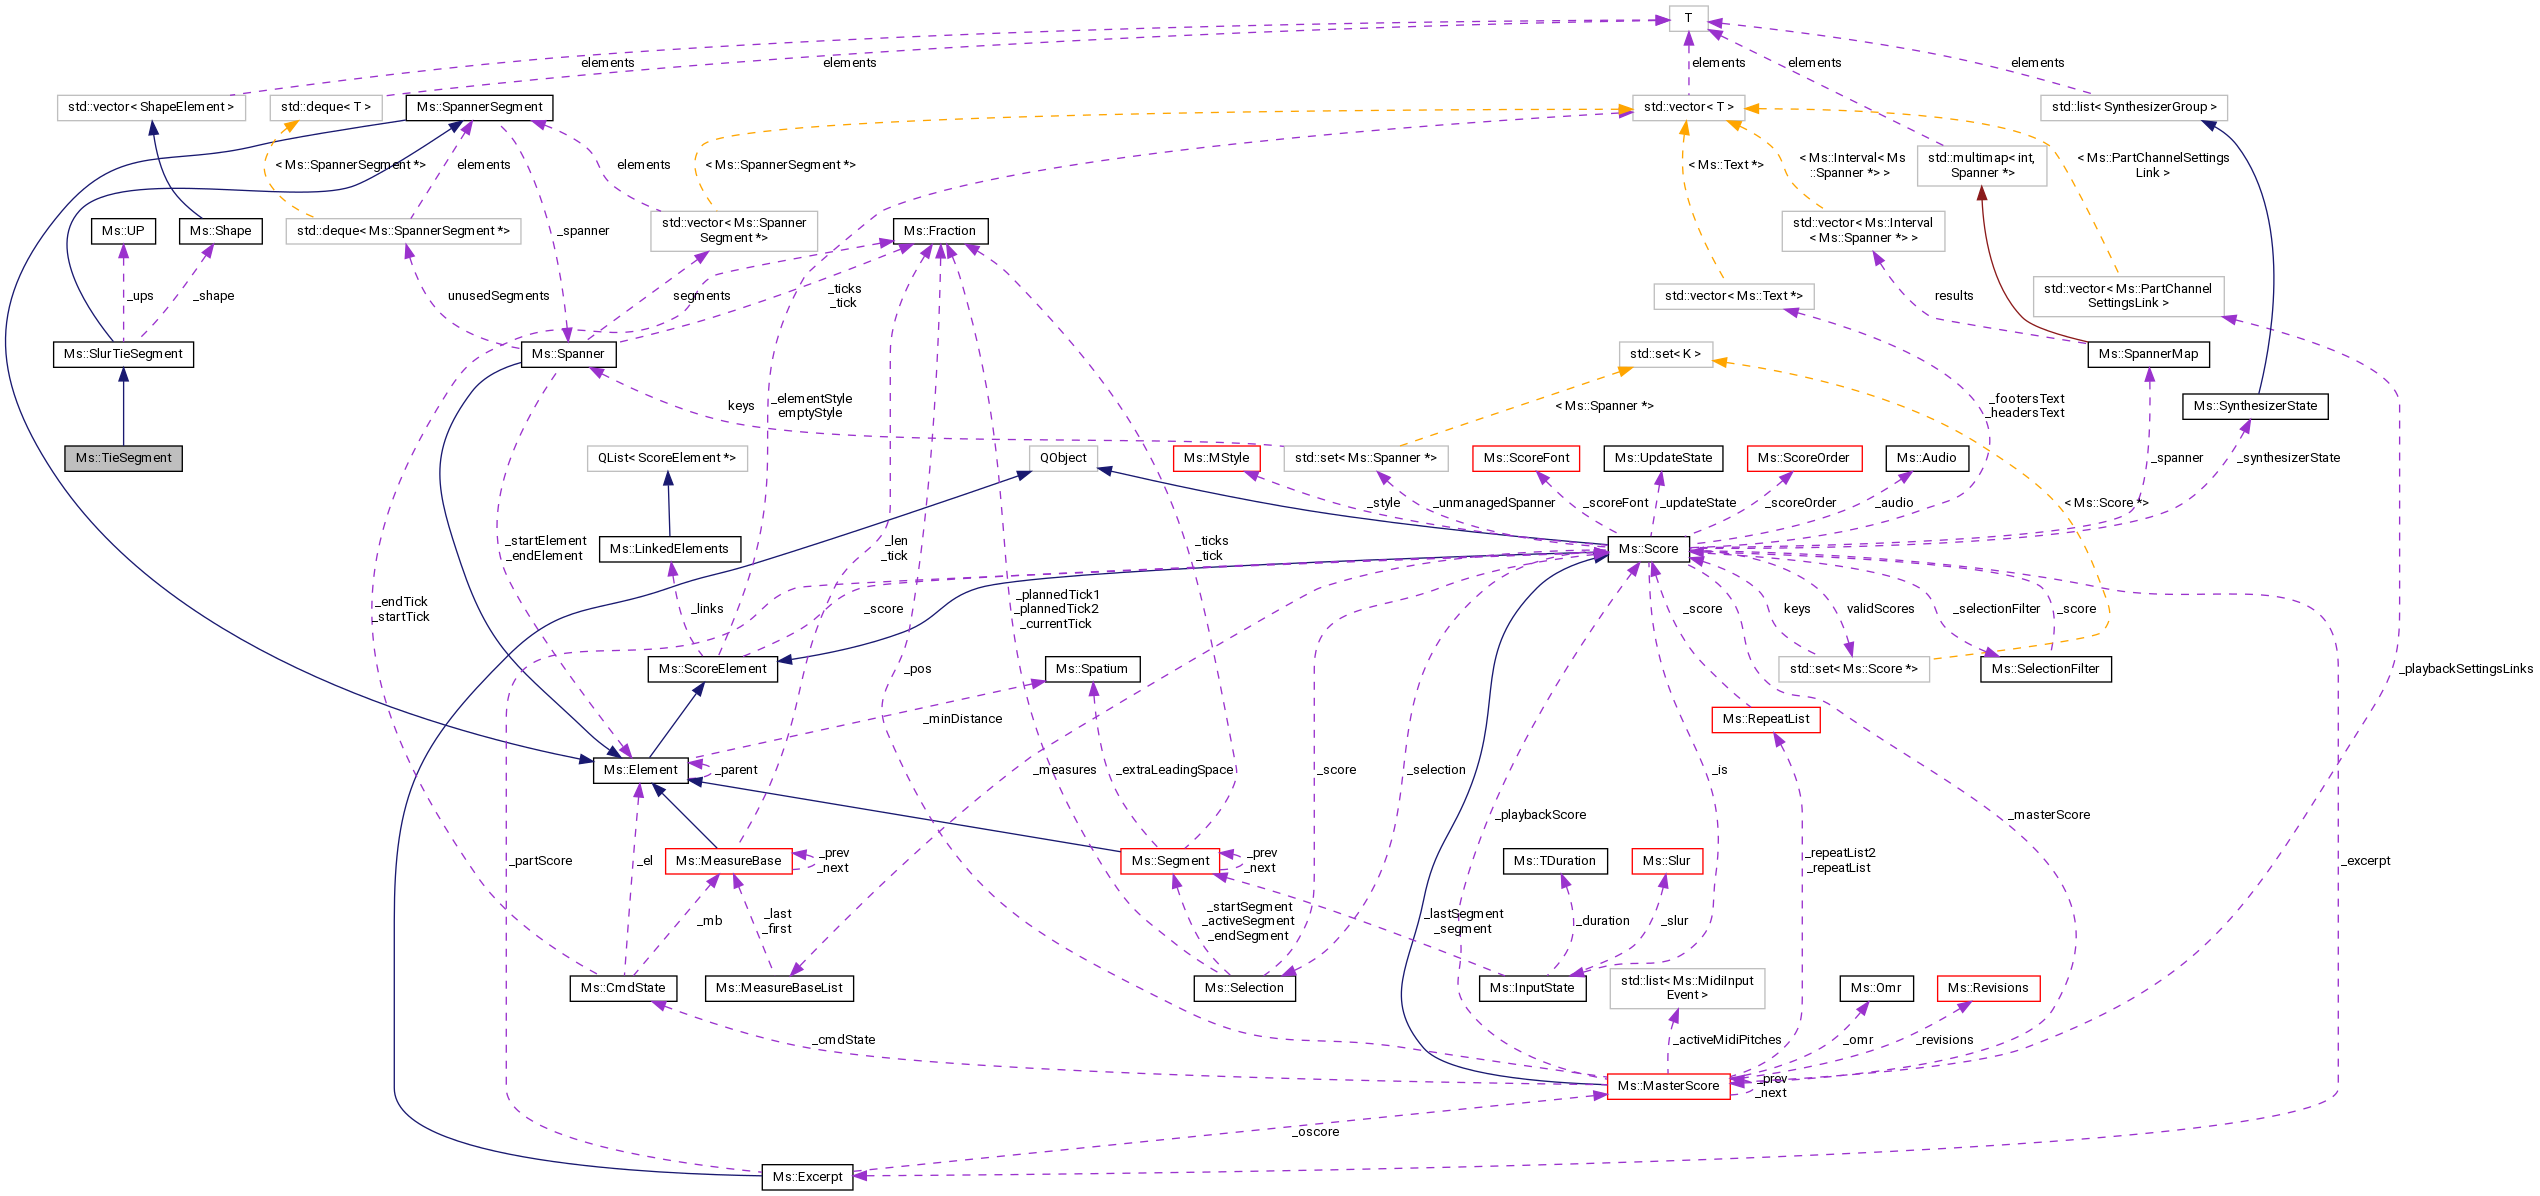 T
elements
elements
elements
elements
elements
std::vector< ShapeElement >
std::deque< T >
Ms::SpannerSegment
std::vector< T >
std::list< SynthesizerGroup >
< Ms::SpannerSegment *>
elements
elements
< Ms::SpannerSegment *>
< Ms::Text *>
< Ms::Interval< Ms
::Spanner *> >
std::multimap< int,
Spanner *>
< Ms::PartChannelSettings
Link >
Ms::UP
Ms::Shape
std::deque< Ms::SpannerSegment *>
_spanner
std::vector< Ms::Spanner
Segment *>
Ms::Fraction
std::vector< Ms::Interval
< Ms::Spanner *> >
_ups
_shape
unusedSegments
segments
_ticks
_tick
std::vector< Ms::Text *>
results
std::vector< Ms::PartChannel
SettingsLink >
Ms::SlurTieSegment
Ms::Spanner
std::set< K >
Ms::SpannerMap
keys
_elementStyle
emptyStyle
< Ms::Spanner *>
_footersText
_headersText
Ms::SynthesizerState
Ms::TieSegment
QList< ScoreElement *>
QObject
Ms::MStyle
std::set< Ms::Spanner *>
Ms::ScoreFont
Ms::UpdateState
Ms::ScoreOrder
Ms::Audio
_spanner
_synthesizerState
_style
_unmanagedSpanner
_scoreFont
_updateState
_scoreOrder
_audio
< Ms::Score *>
_startElement
_endElement
Ms::LinkedElements
_len
_tick
_ticks
_tick
Ms::Score
_endTick
_startTick
_links
_score
_plannedTick1
_plannedTick2
_currentTick
_score
keys
validScores
_selectionFilter
_score
Ms::ScoreElement
_pos
Ms::Spatium
std::set< Ms::Score *>
Ms::SelectionFilter
_playbackSettingsLinks
_minDistance
Ms::RepeatList
Ms::Element
_parent
_measures
_extraLeadingSpace
_score
_selection
_is
_playbackScore
_masterScore
_partScore
_el
Ms::MeasureBase
_prev
_next
Ms::Segment
_prev
_next
Ms::TDuration
Ms::Slur
_repeatList2
_repeatList
_excerpt
_mb
_last
_first
_startSegment
_activeSegment
_endSegment
_lastSegment
_segment
_duration
_slur
Ms::CmdState
Ms::MeasureBaseList
Ms::Selection
Ms::InputState
std::list< Ms::MidiInput
Event >
Ms::Omr
Ms::Revisions
_cmdState
_activeMidiPitches
_omr
_revisions
Ms::MasterScore
_prev
_next
_oscore
Ms::Excerpt